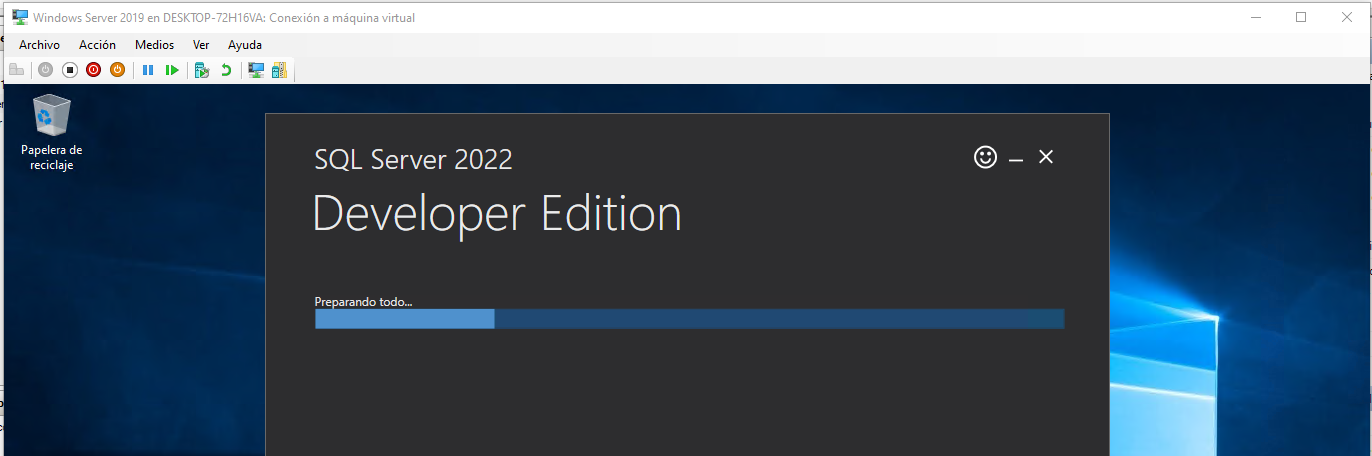 Windows Server 2019 en DESKTOP-72H16VA: Conexión a máquina virtual
Archivo Acción Medios Ver Ayuda
Papelera de
reciclaje
SQL Server 2022
Developer Edition
Preparando todo...